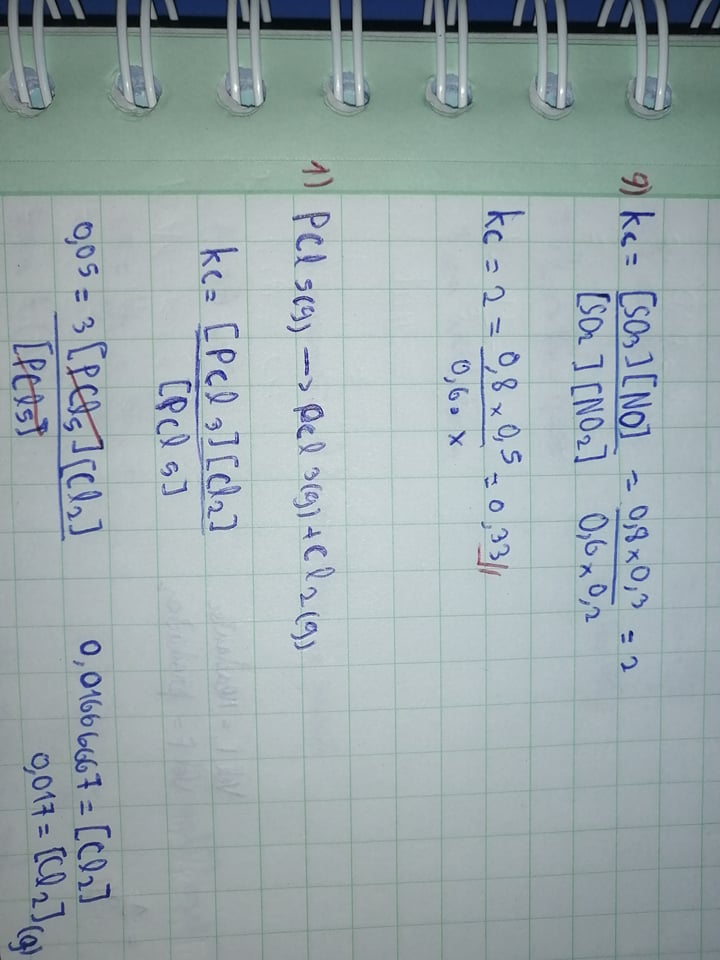 9) kc = [SO3][NO] / [SO2][NO2] = 0,8 x 0,3 / 0,6 x 0,2 = 2
kc = 2 = 0,8 x 0,5 / 0,6 · x = 0,33 //
1) PCl5(g) → PCl3(g) + Cl2(g)
kc = [PCl3][Cl2] / [PCl5]
0,05 = 3 [PCl5][Cl2] / [PCl5]
0,01666667 = [Cl2]
0,017 = [Cl2] (a)